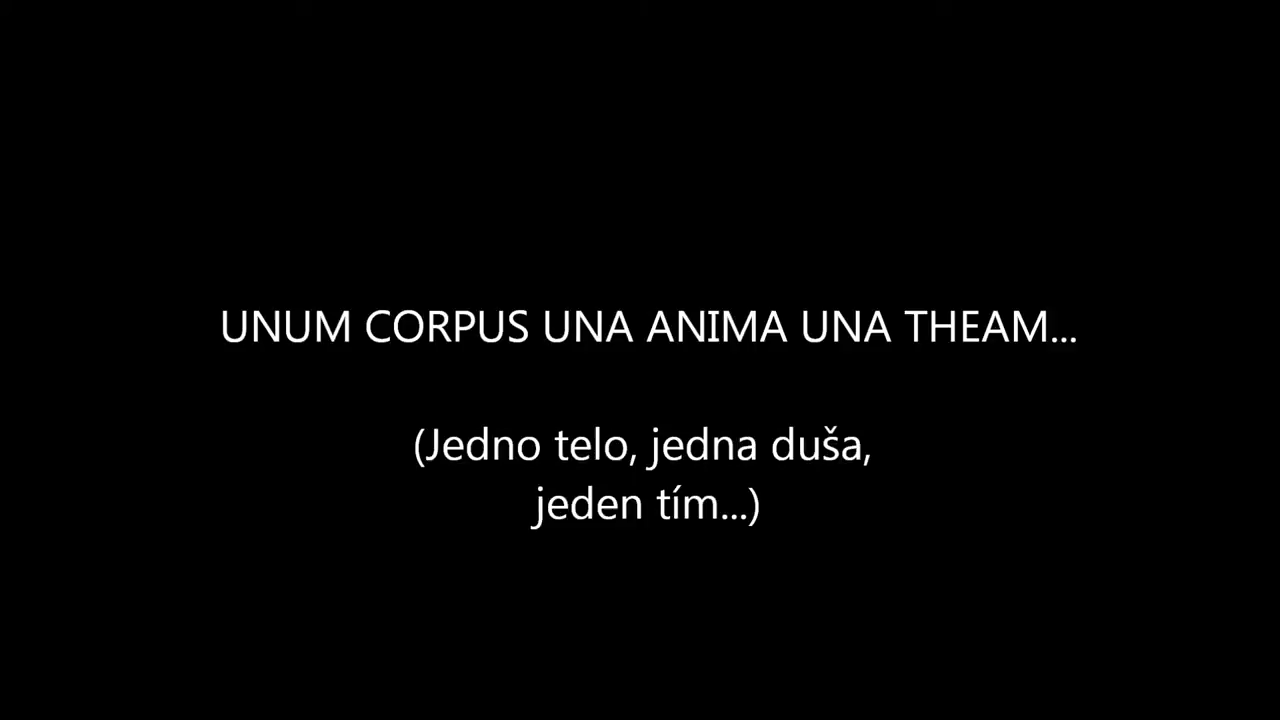 UNUM CORPUS UNA ANIMA UNA THEAM...
(Jedno telo, jedna duša,
jeden tím...)